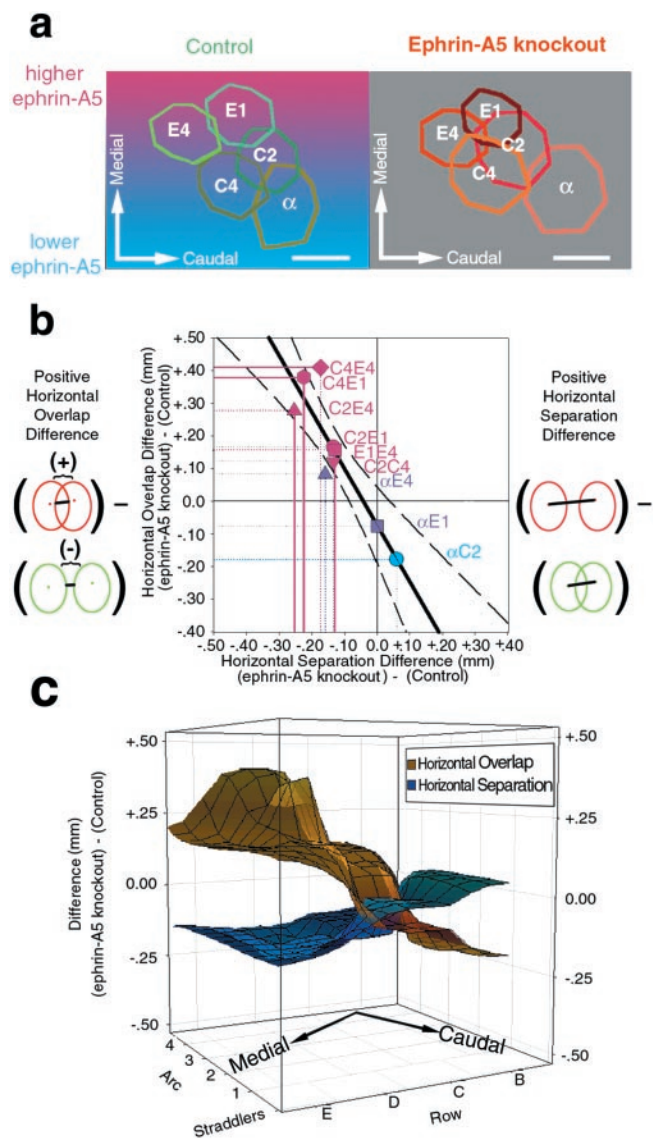 a
Control
Ephrin-A5 knockout
higher
ephrin-A5
lower
ephrin-A5
Medial
Caudal
E4
E1
C2
C4
α
Medial
Caudal
E1
E4
C2
C4
α
b
Positive
Horizontal
Overlap
Difference
(+)
(-)
( ) –
( )
Horizontal Overlap Difference (mm)
(ephrin-A5 knockout) - (Control)
+.50
+.40
+.30
+.20
+.10
0.0
-.10
-.20
-.30
-.40
C4E4
C4E1
C2E4
C2E1
E1E4
C2C4
αE4
αE1
αC2
-.50 -.40 -.30 -.20 -.10 0.0 +.10 +.20 +.30 +.40
Horizontal Separation Difference (mm)
(ephrin-A5 knockout) - (Control)
Positive
Horizontal
Separation
Difference
( ) –
( )
c
Difference (mm)
(ephrin-A5 knockout) - (Control)
+.50
+.25
0.00
-.25
-.50
+.50
+.25
0.00
-.25
-.50
Horizontal Overlap
Horizontal Separation
Medial
Caudal
4
3
2
1
Straddlers
Arc
E
D
C
B
Row